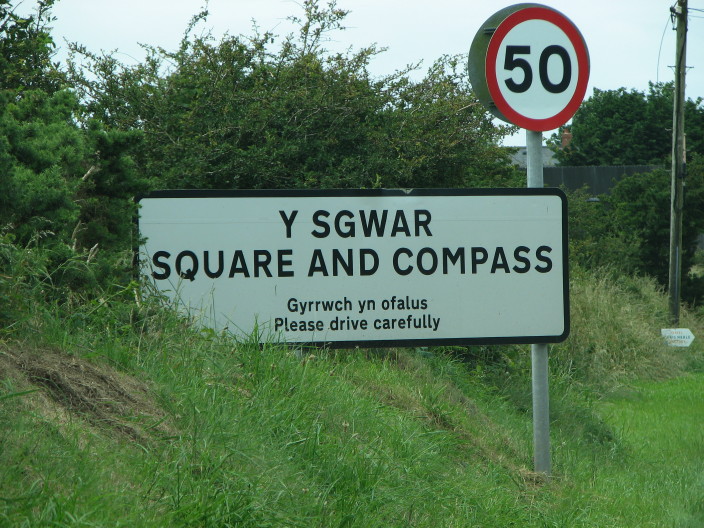 50
Y SGWAR
SQUARE AND COMPASS
Gyrrwch yn ofalus
Please drive carefully